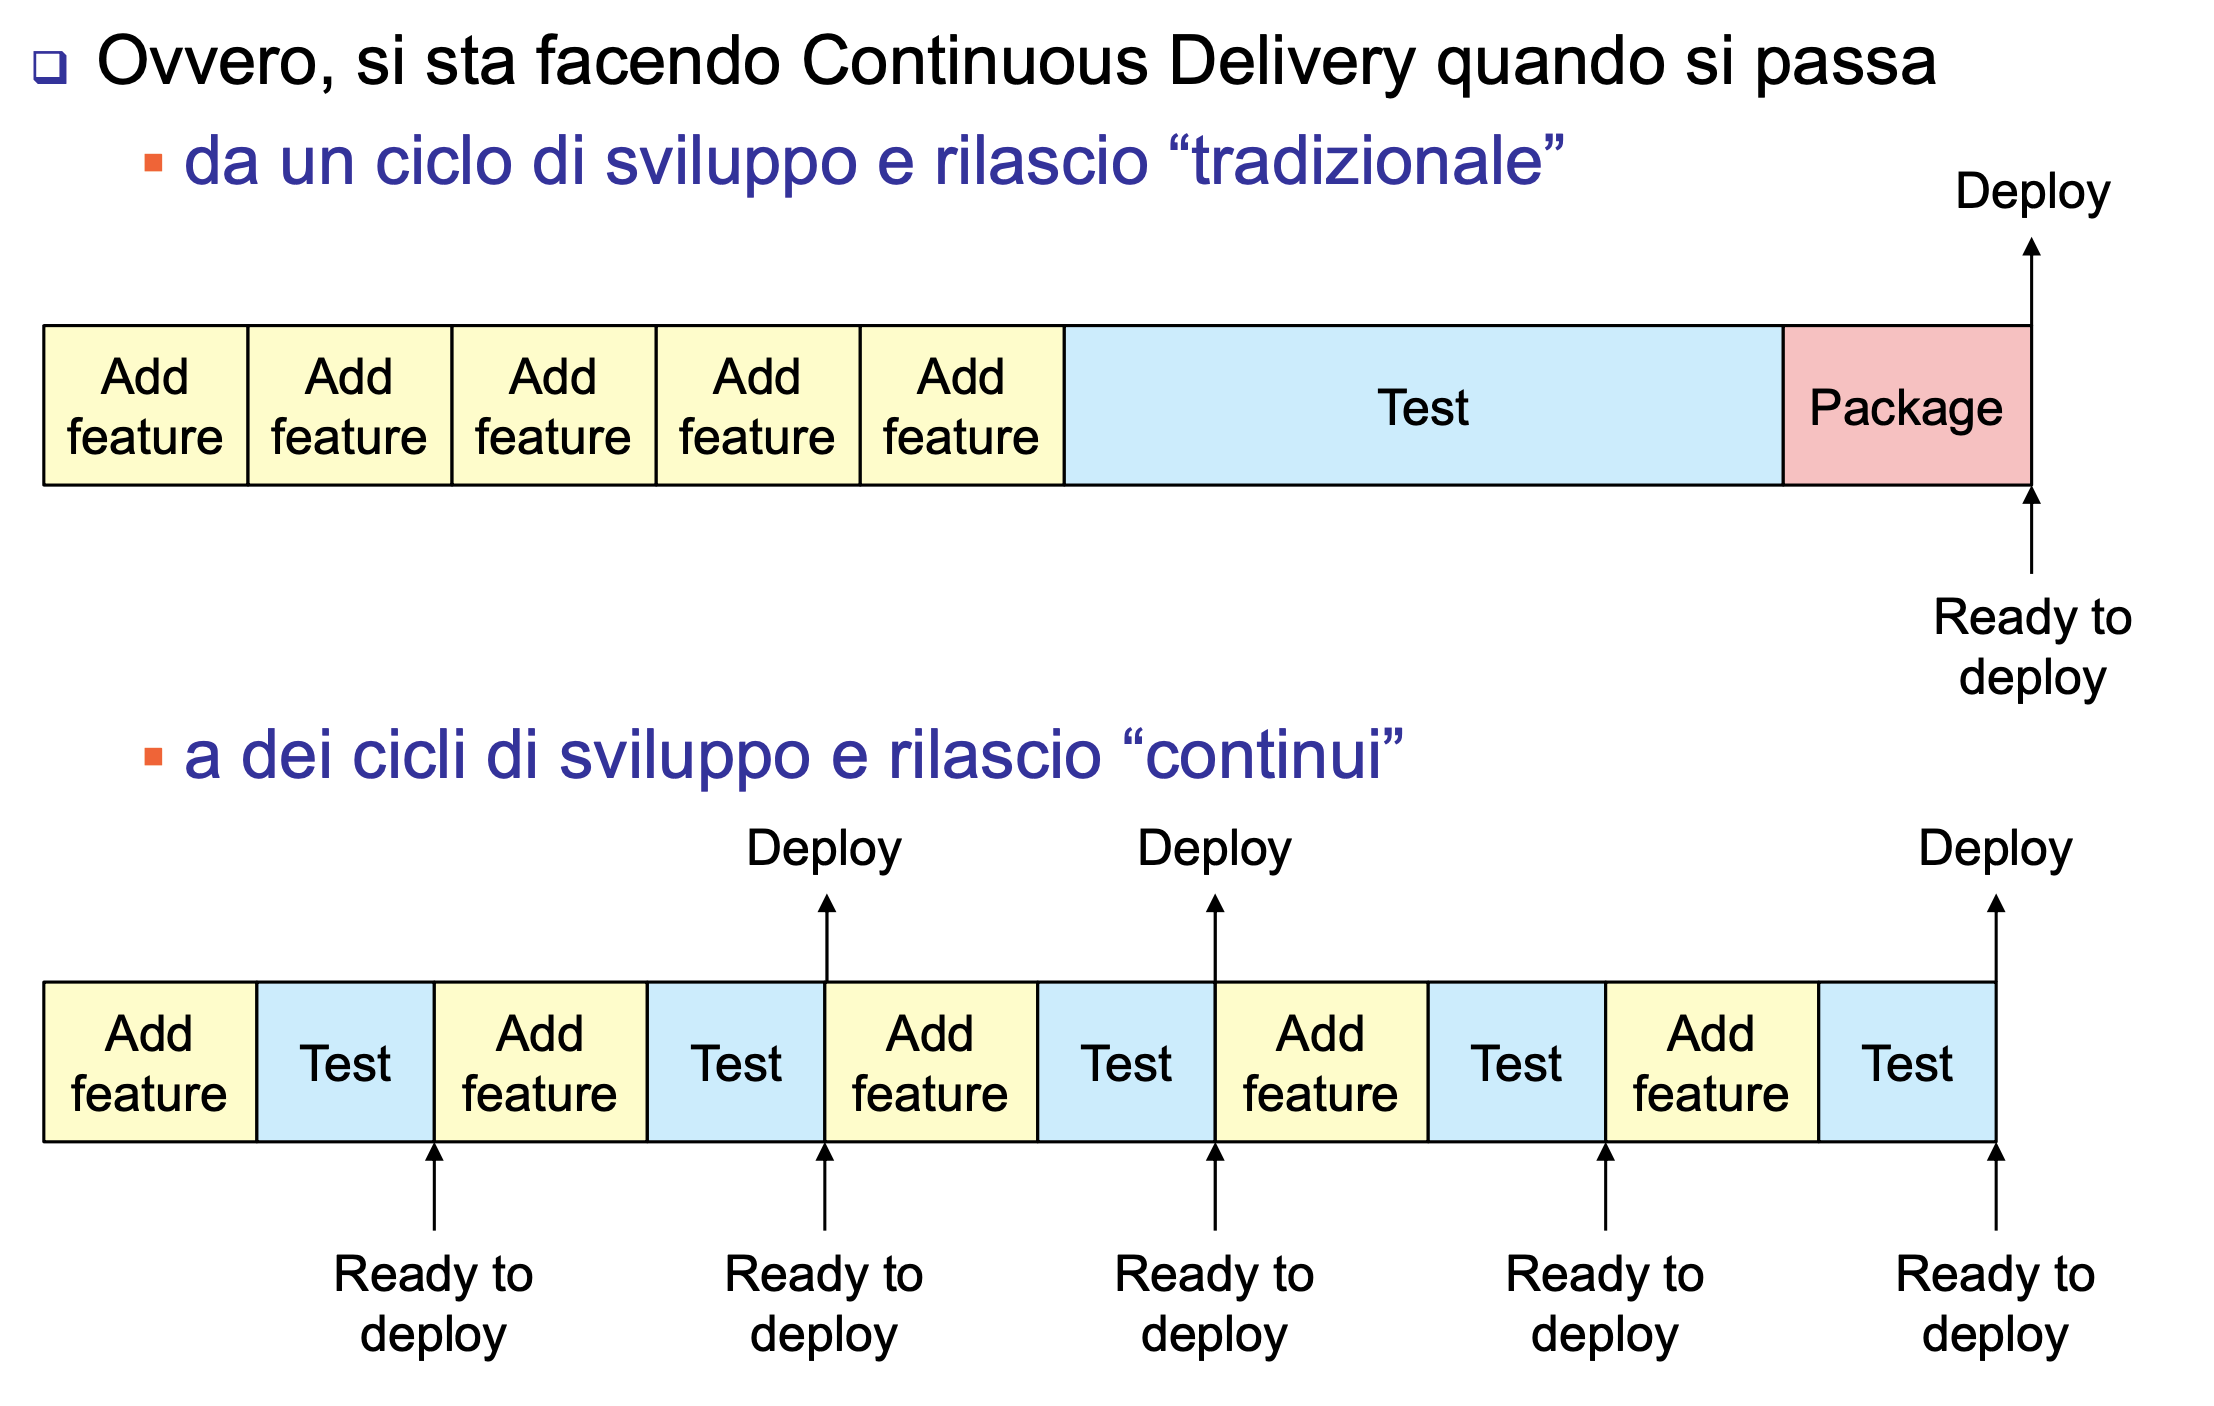 Ovvero, si sta facendo Continuous Delivery quando si passa
da un ciclo di sviluppo e rilascio “tradizionale”
Deploy
Add
feature
Add
feature
Add
feature
Add
feature
Add
feature
Test
Package
Ready to
deploy
a dei cicli di sviluppo e rilascio “continui”
Deploy
Deploy
Deploy
Add
feature
Test
Add
feature
Test
Add
feature
Test
Add
feature
Test
Add
feature
Test
Ready to
deploy
Ready to
deploy
Ready to
deploy
Ready to
deploy
Ready to
deploy